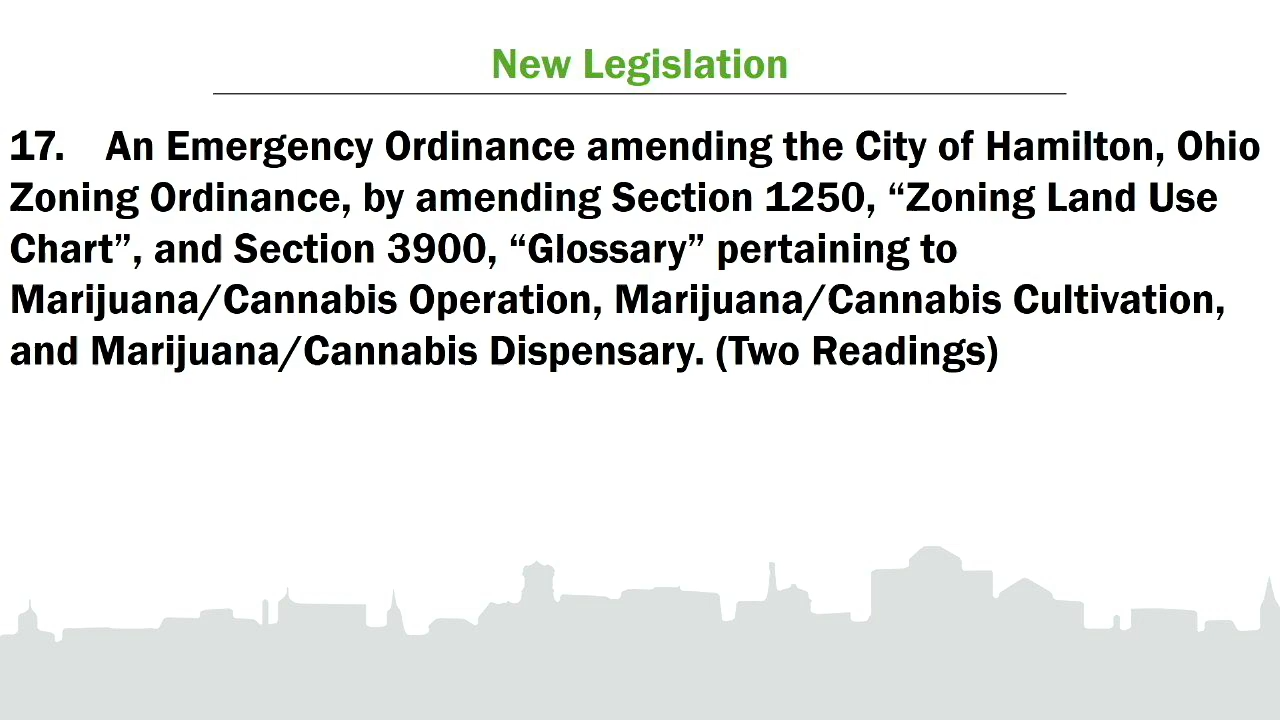 New Legislation
17. An Emergency Ordinance amending the City of Hamilton, Ohio
Zoning Ordinance, by amending Section 1250, “Zoning Land Use
Chart”, and Section 3900, “Glossary” pertaining to
Marijuana/Cannabis Operation, Marijuana/Cannabis Cultivation,
and Marijuana/Cannabis Dispensary. (Two Readings)